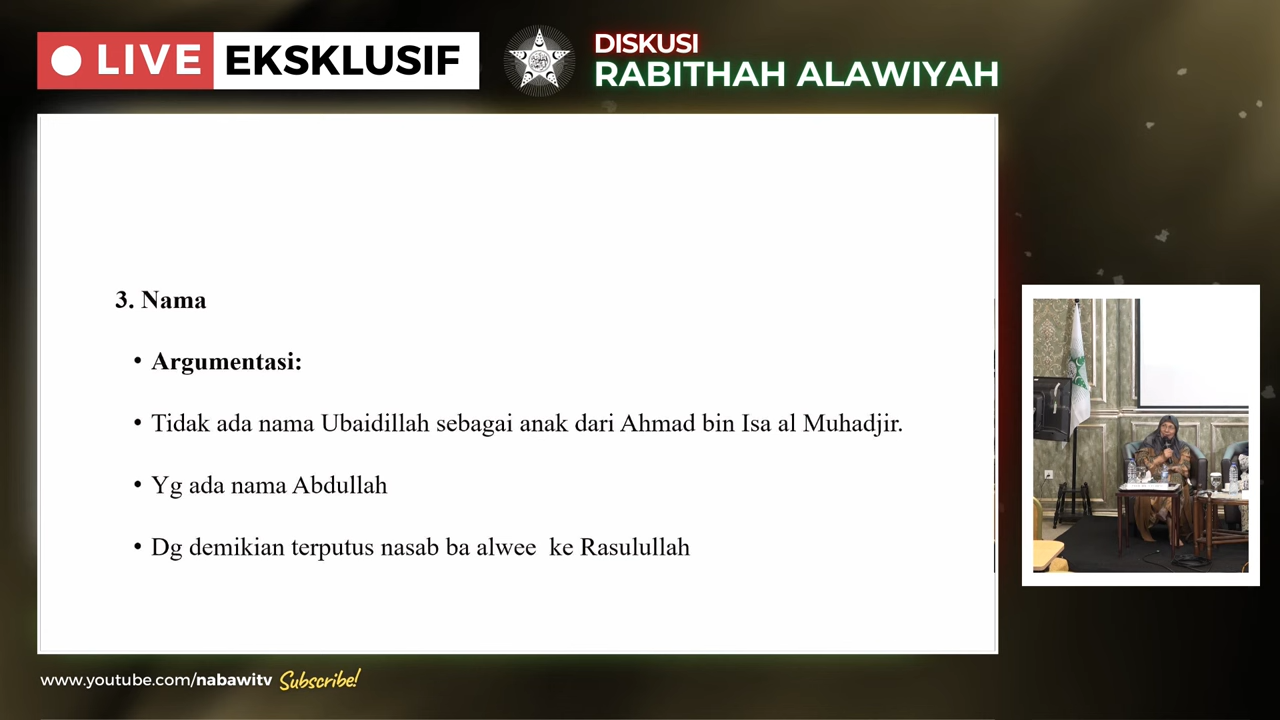 LIVE EKSKLUSIF
DISKUSI
RABITHAH ALAWIYAH
3. Nama
• Argumentasi:
• Tidak ada nama Ubaidillah sebagai anak dari Ahmad bin Isa al Muhadjir.
• Yg ada nama Abdullah
• Dg demikian terputus nasab ba alwee ke Rasulullah
www.youtube.com/nabawitv Subscribe!